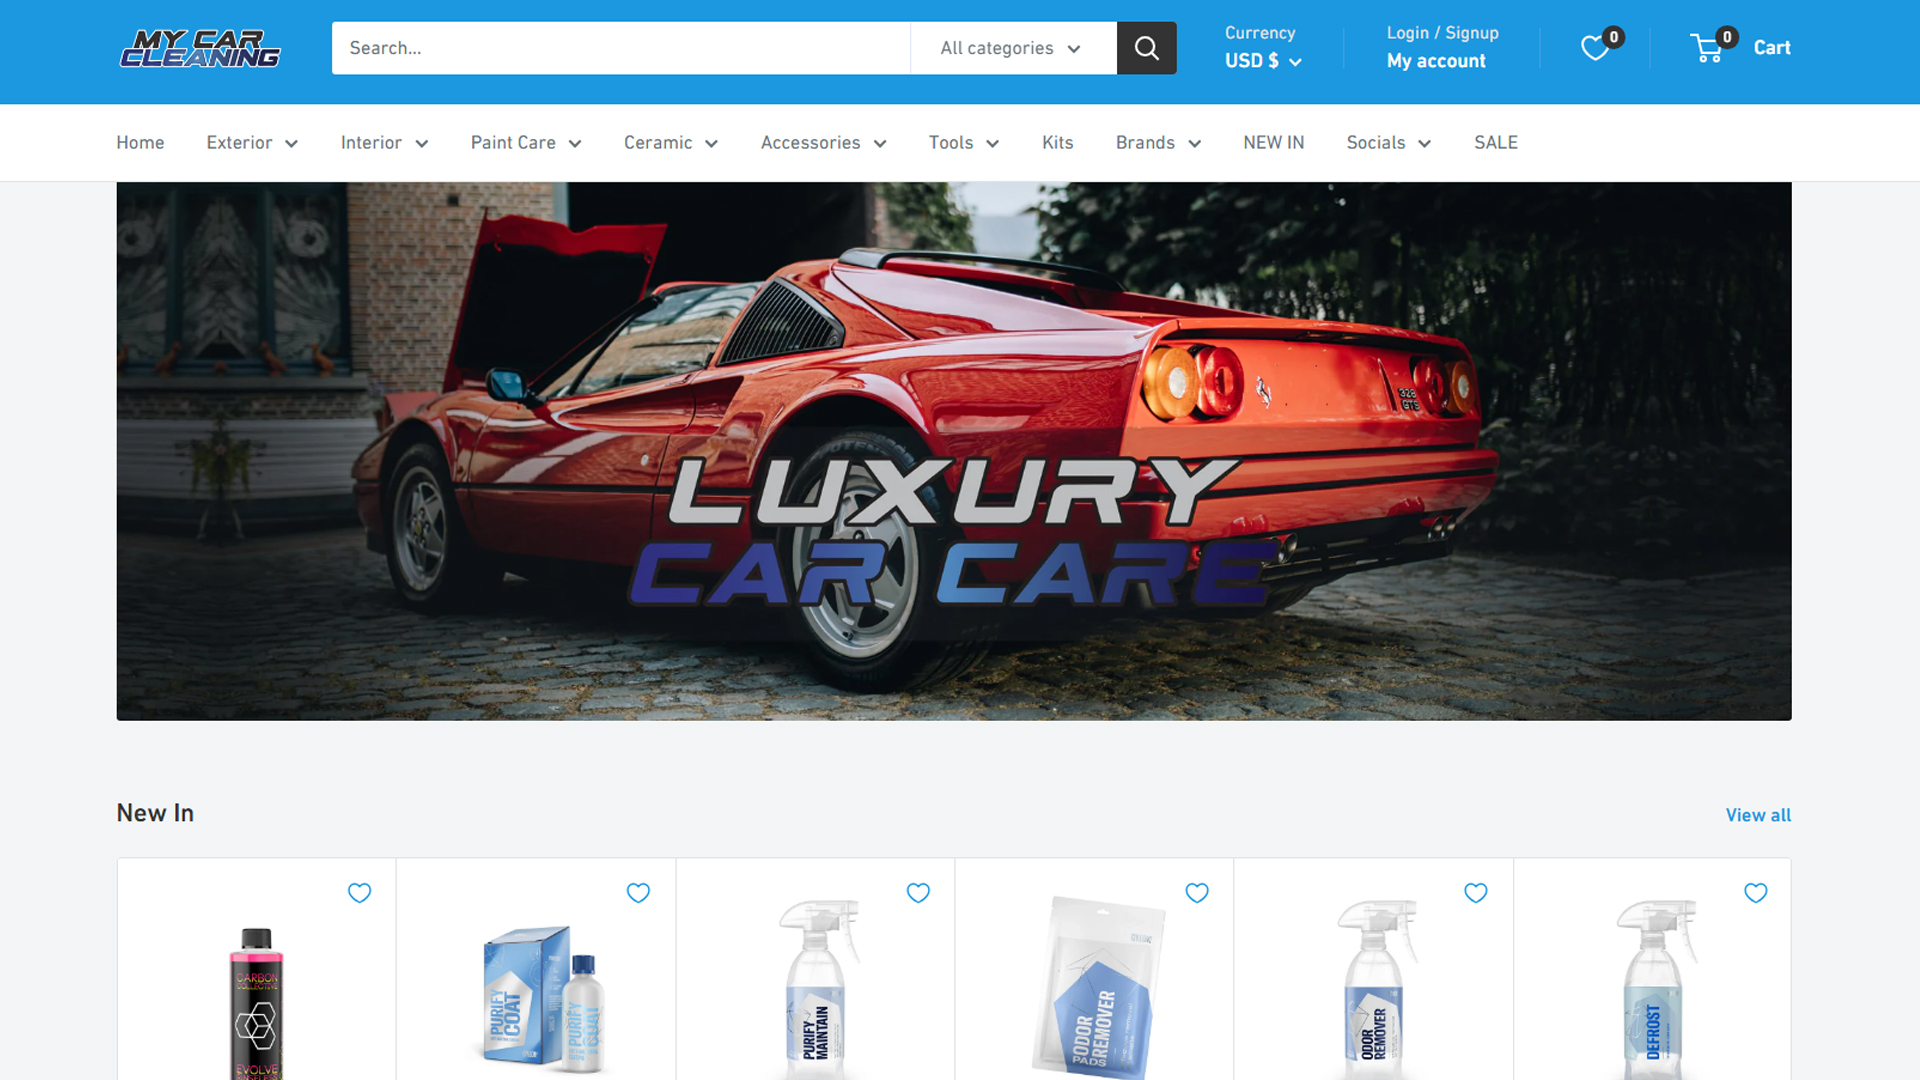 MY CAR
CLEANING
Search...
All categories
Currency
USD $
Login / Signup
My account
0
0
Cart
Home
Exterior
Interior
Paint Care
Ceramic
Accessories
Tools
Kits
Brands
NEW IN
Socials
SALE
328
GTS
LUXURY
CAR CARE
New In
View all
CARBON
COLLECTIVE
EVOLVE
RINSELESS
PURIFY
COAT
PURIFY
COAT
PURIFY
MAINTAIN
ODOR
REMOVER
PADS
ODOR
REMOVER
DEFROST